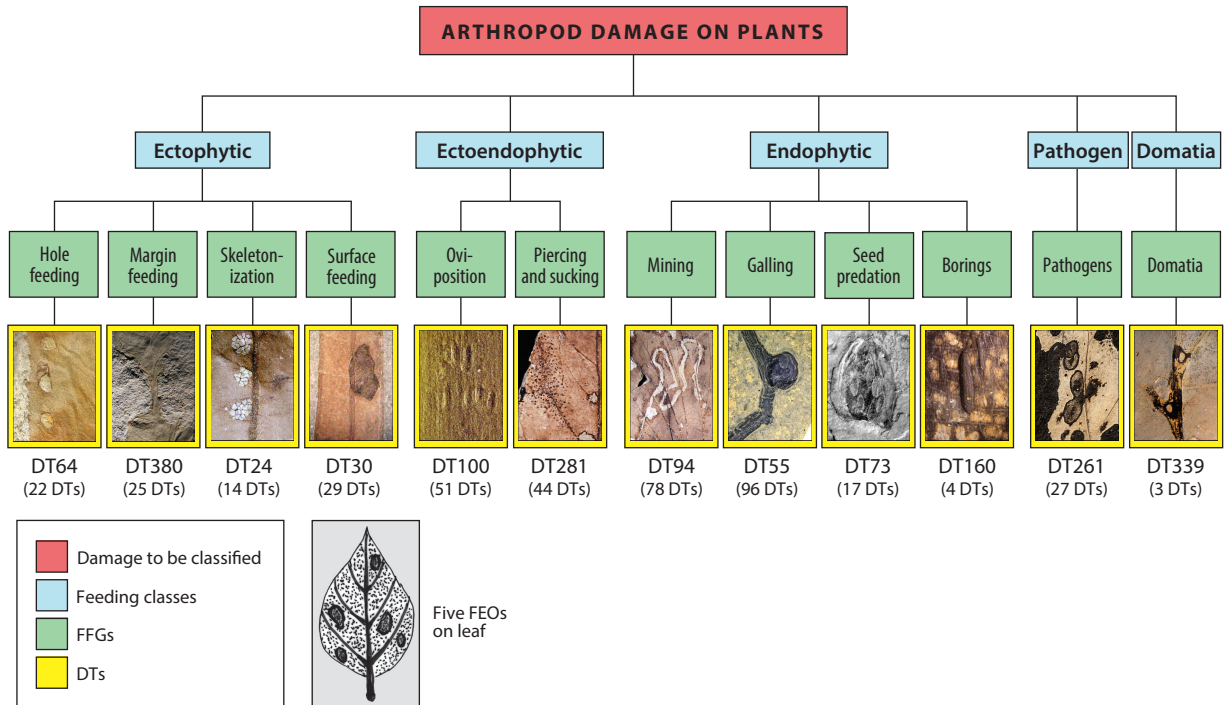 ARTHROPOD DAMAGE ON PLANTS
Ectophytic
Ectoendophytic
Endophytic
Pathogen
Domatia
Hole
feeding
Margin
feeding
Skeleton-
ization
Surface
feeding
Ovi-
position
Piercing
and sucking
Mining
Galling
Seed
predation
Borings
Pathogens
Domatia
DT64
(22 DTs)
DT380
(25 DTs)
DT24
(14 DTs)
DT30
(29 DTs)
DT100
(51 DTs)
DT281
(44 DTs)
DT94
(78 DTs)
DT55
(96 DTs)
DT73
(17 DTs)
DT160
(4 DTs)
DT261
(27 DTs)
DT339
(3 DTs)
Damage to be classified
Feeding classes
FFGs
DTs
Five FEOs
on leaf